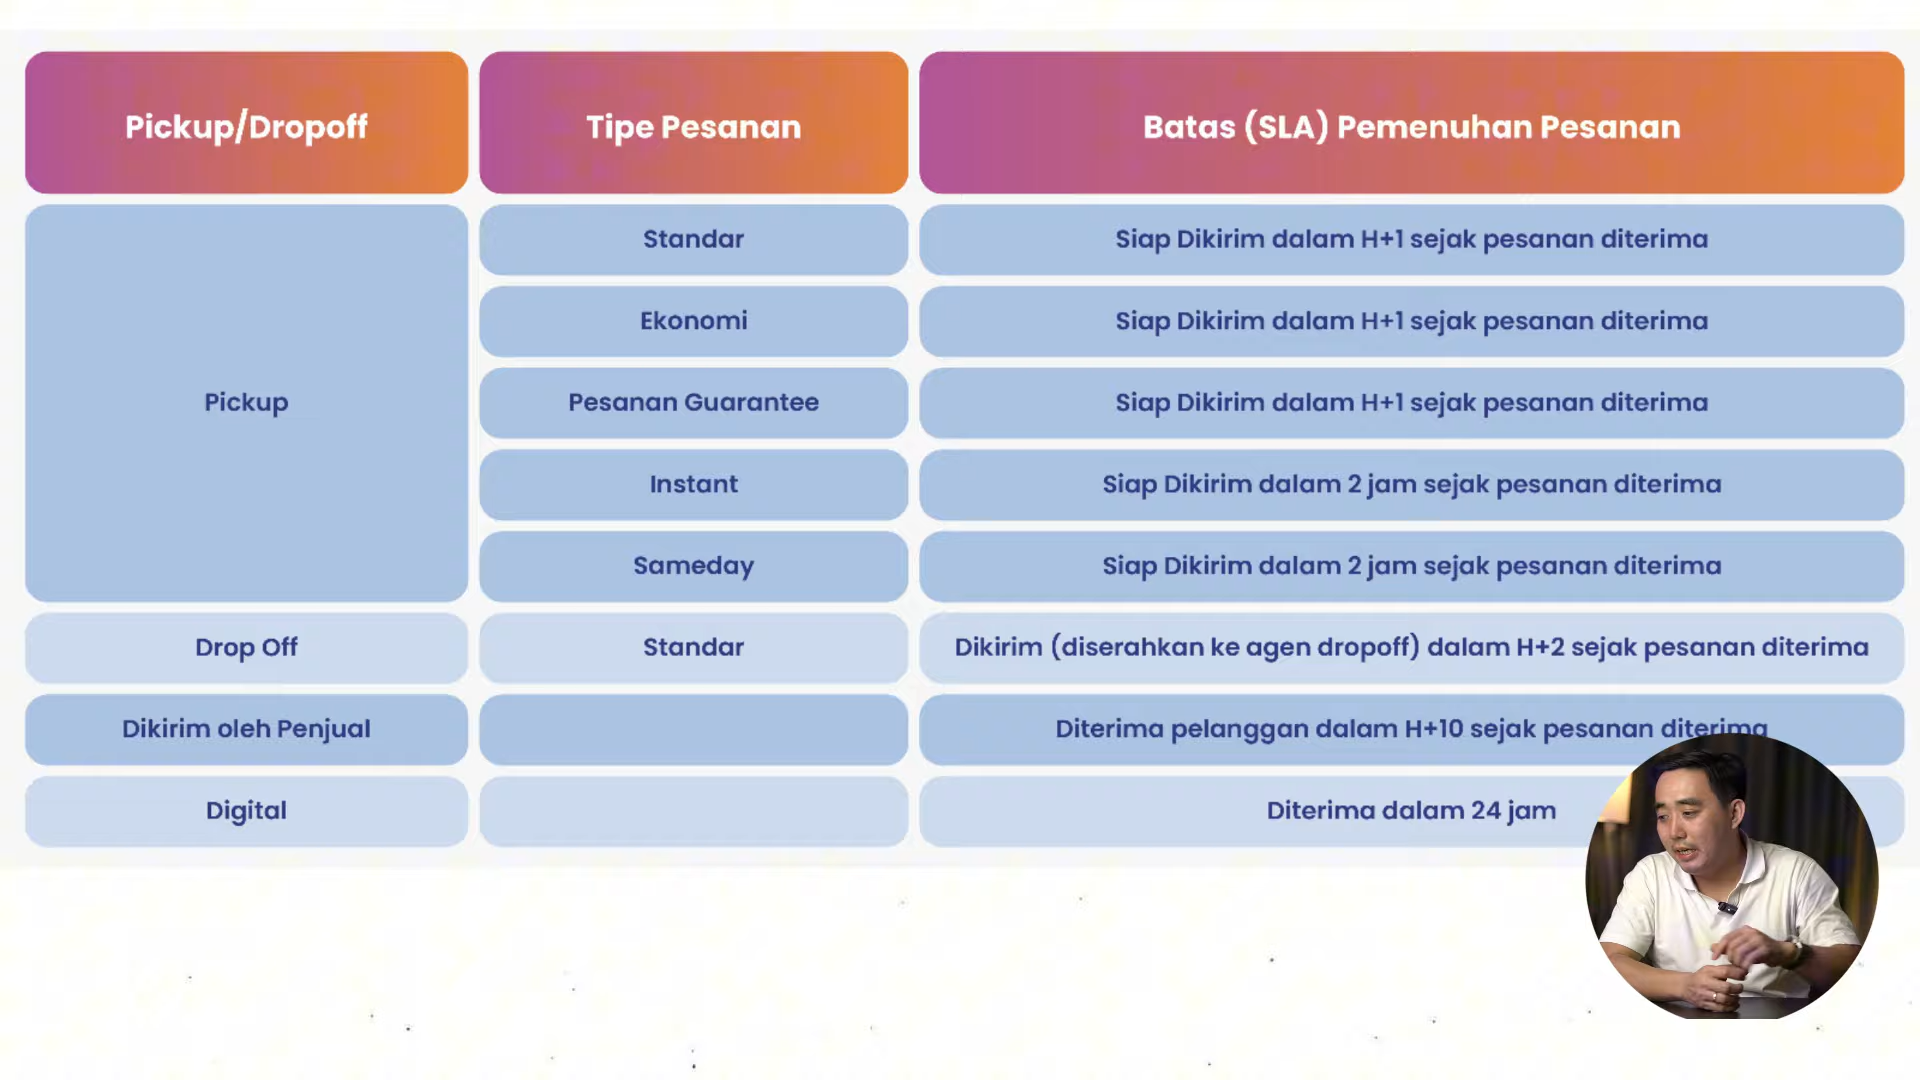 Pickup/Dropoff
Tipe Pesanan
Batas (SLA) Pemenuhan Pesanan
Pickup
Standar
Siap Dikirim dalam H+1 sejak pesanan diterima
Ekonomi
Siap Dikirim dalam H+1 sejak pesanan diterima
Pesanan Guarantee
Siap Dikirim dalam H+1 sejak pesanan diterima
Instant
Siap Dikirim dalam 2 jam sejak pesanan diterima
Sameday
Siap Dikirim dalam 2 jam sejak pesanan diterima
Drop Off
Standar
Dikirim (diserahkan ke agen dropoff) dalam H+2 sejak pesanan diterima
Dikirim oleh Penjual
Diterima pelanggan dalam H+10 sejak pesanan diterima
Digital
Diterima dalam 24 jam